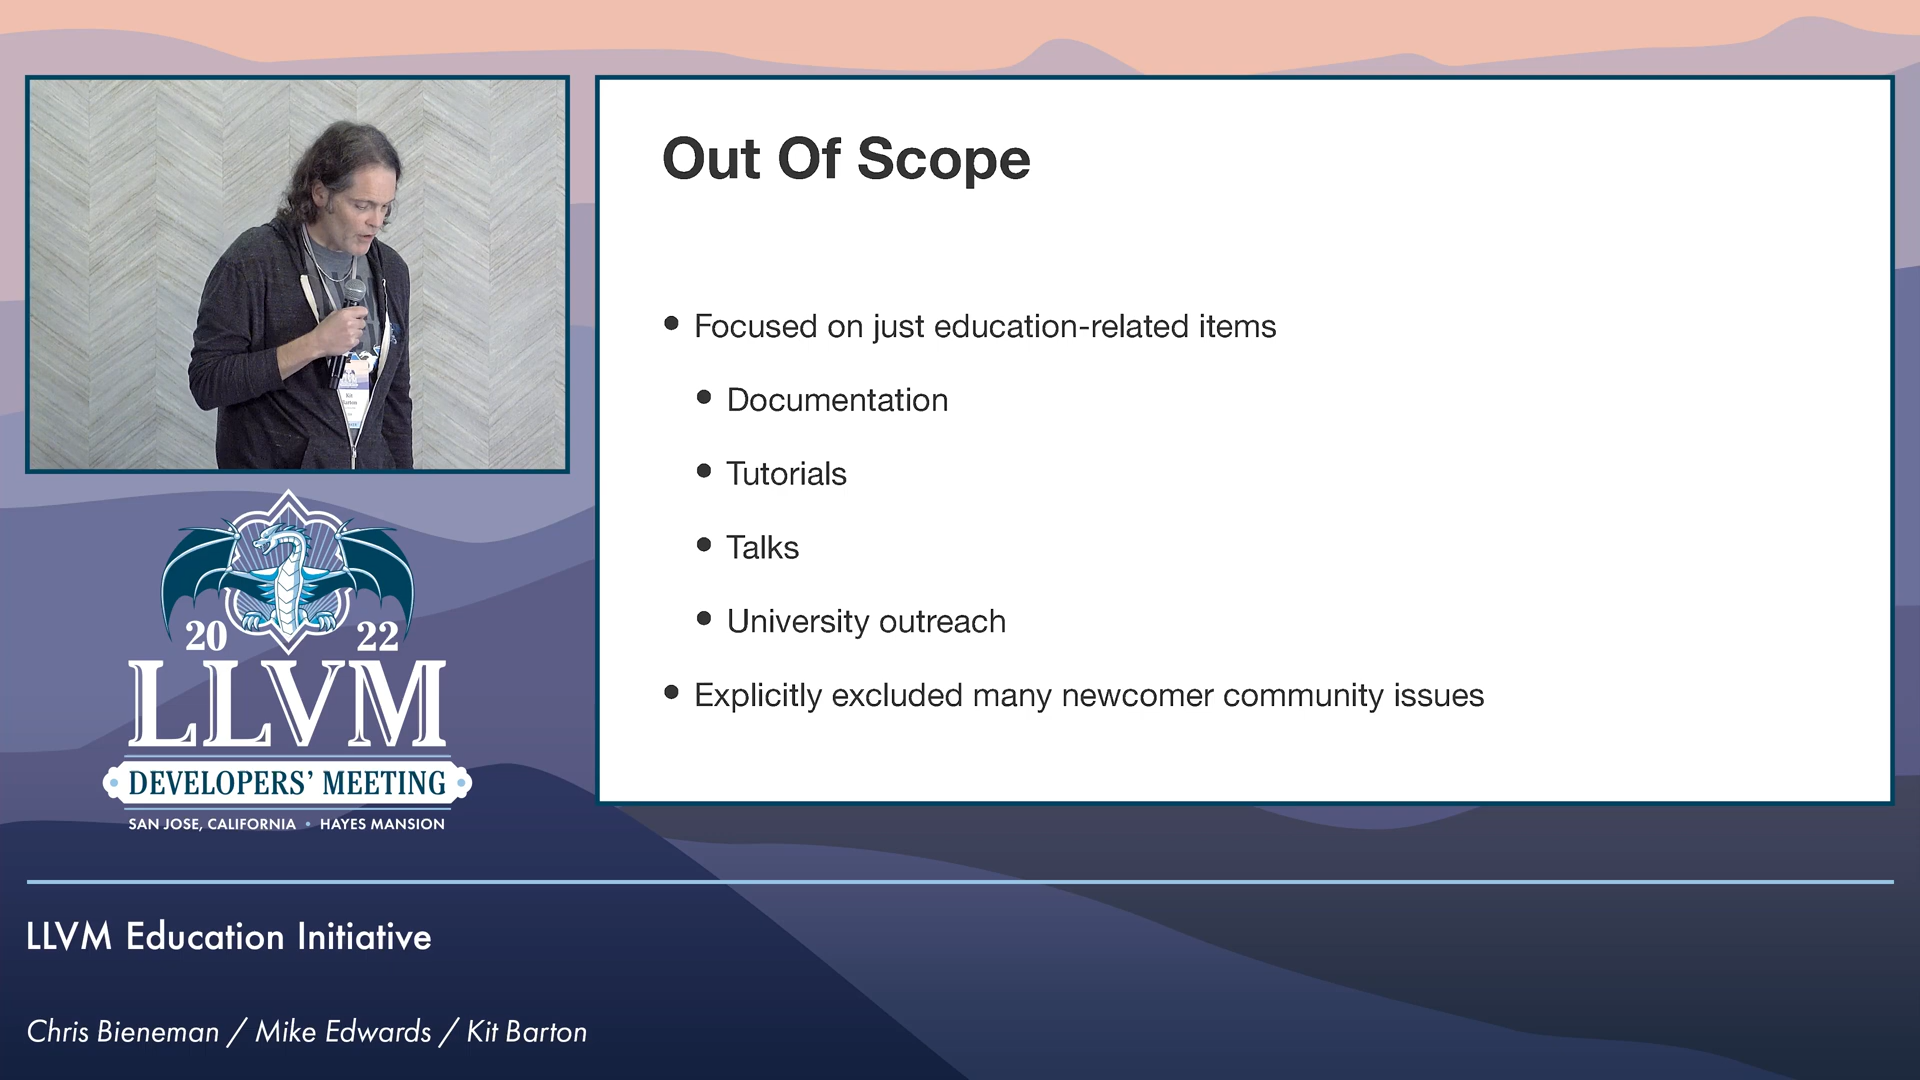 Out Of Scope
• Focused on just education-related items
• Documentation
• Tutorials
• Talks
• University outreach
• Explicitly excluded many newcomer community issues
Kit
Barton
20 22
LLVM
DEVELOPERS' MEETING
SAN JOSE, CALIFORNIA • HAYES MANSION
LLVM Education Initiative
Chris Bieneman / Mike Edwards / Kit Barton